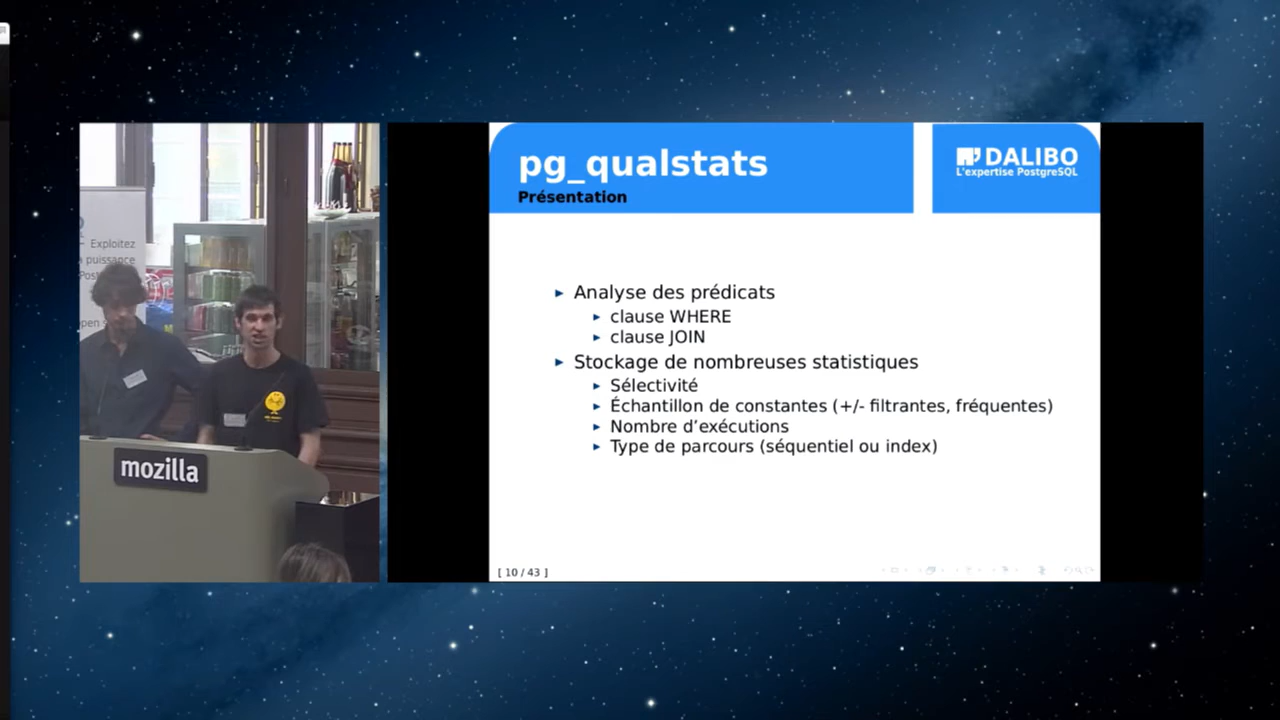 Exploitez
puissance
mozilla
pg_qualstats
Présentation
DALIBO
L'expertise PostgreSQL
▸ Analyse des prédicats
▸ clause WHERE
▸ clause JOIN
▸ Stockage de nombreuses statistiques
▸ Sélectivité
▸ Échantillon de constantes (+/- filtrantes, fréquentes)
▸ Nombre d'exécutions
▸ Type de parcours (séquentiel ou index)
[ 10 / 43 ]